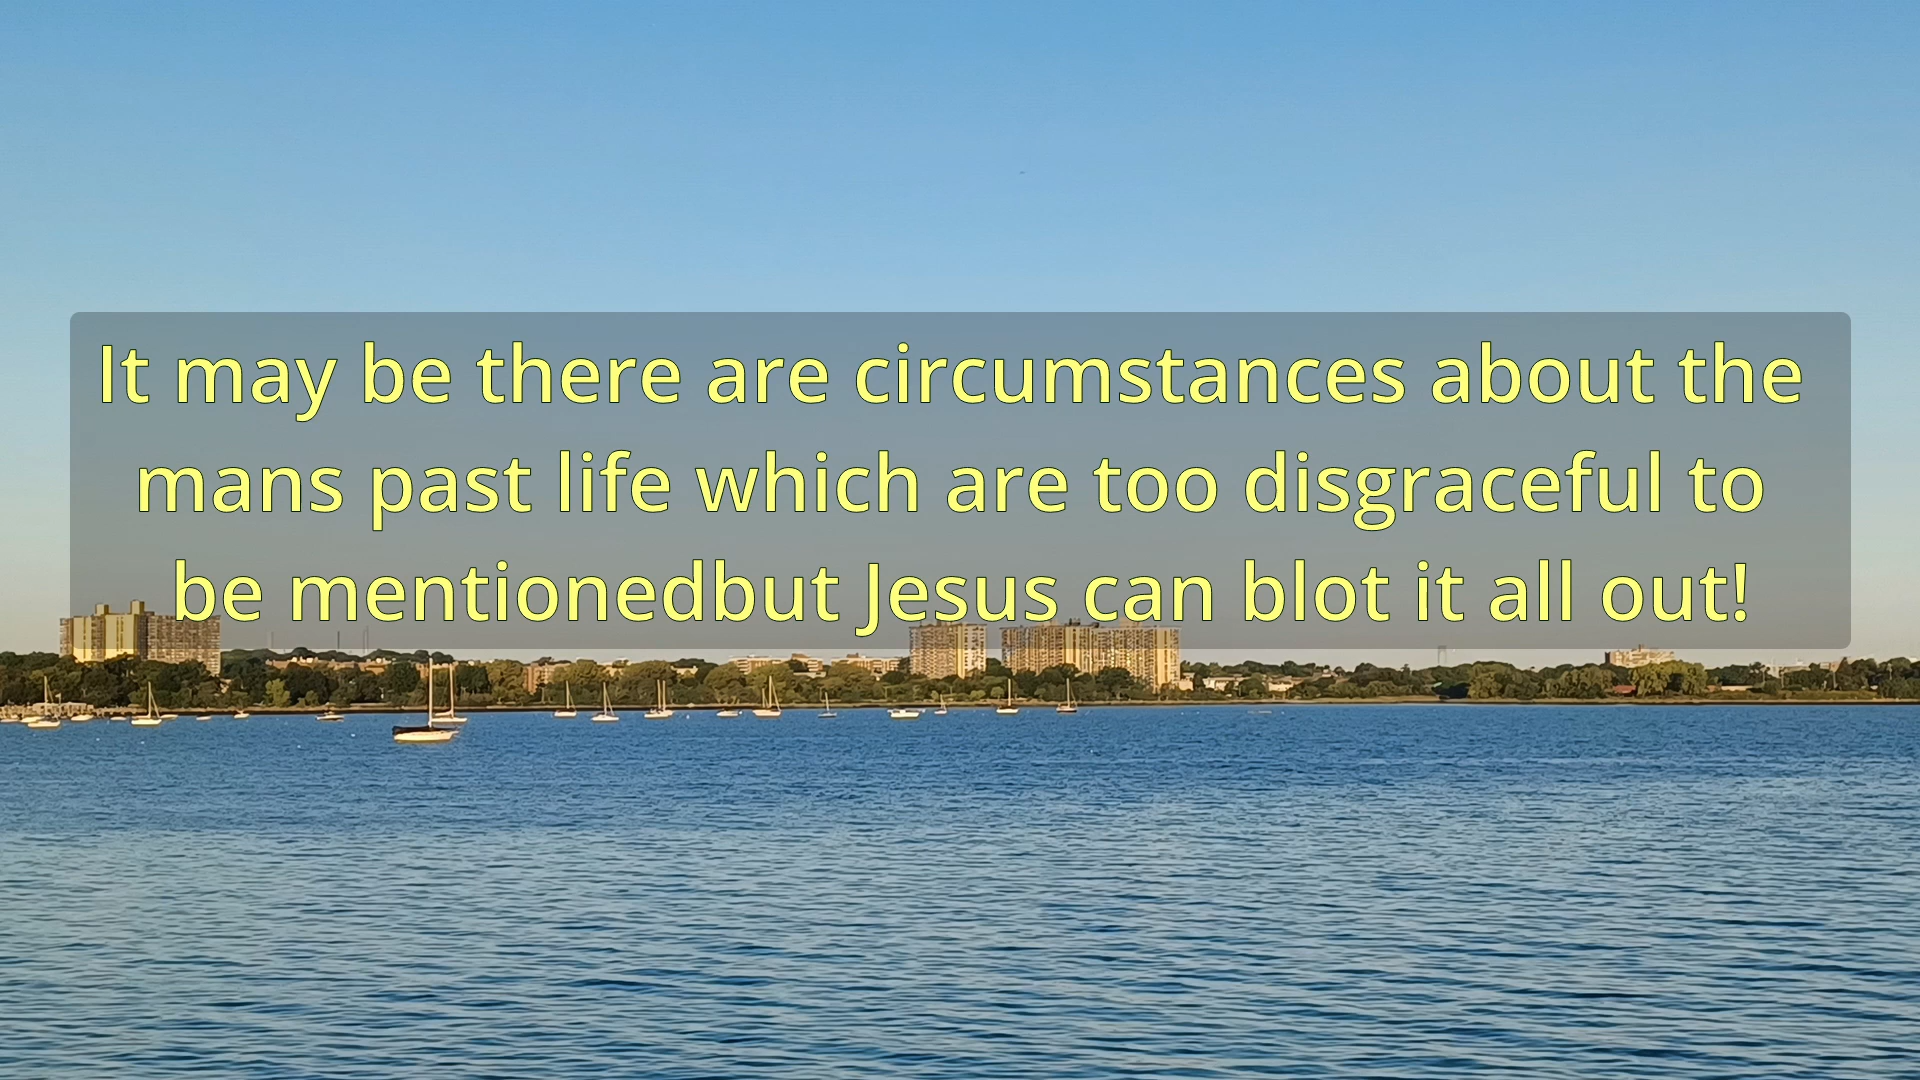 It may be there are circumstances about the
mans past life which are too disgraceful to
be mentionedbut Jesus can blot it all out!